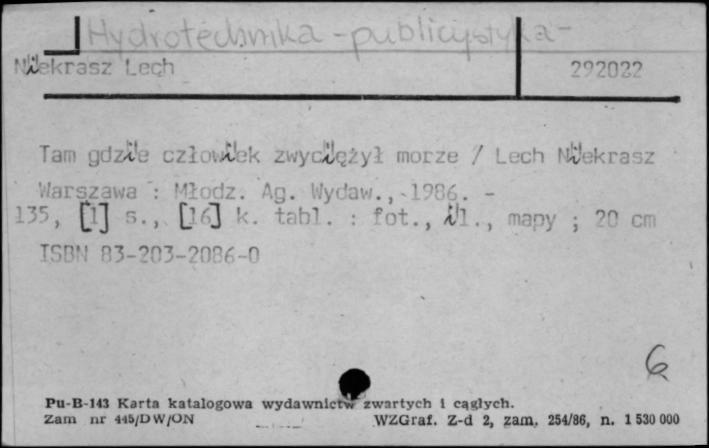 Hydrotechnika - publicystyka -
Niekrasz Lech 292022
Tam gdzie człowiek zwyciężył morze / Lech Niekrasz
Warszawa : Młodz. Ag. Wydaw., 1986. -
135, [1] s., [16] k. tabl. : fot., il., mapy ; 20 cm
ISBN 83-203-2086-0
6
Pu-B-143 Karta katalogowa wydawnictw zwartych i ciągłych.
Zam nr 445/DW/ON WZGraf. Z-d 2, zam. 254/86, n. 1 530 000